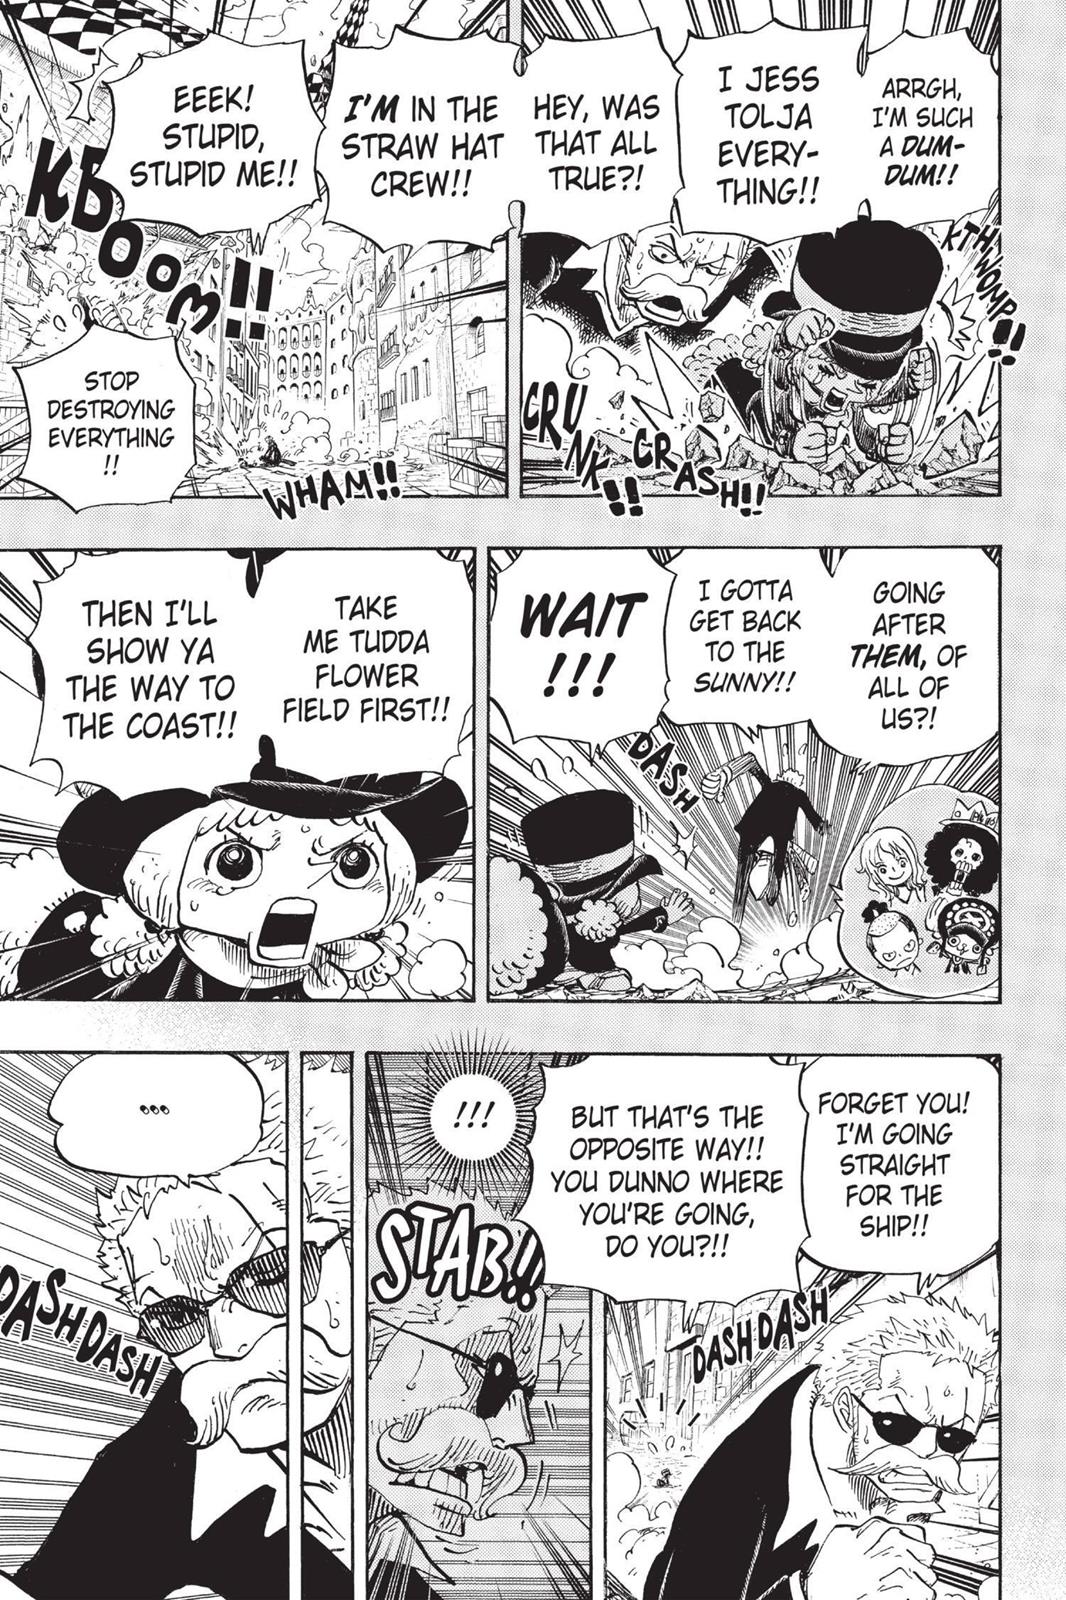 ARRGH,
I'M SUCH
A DUM-
DUM!!
I JESS
TOLJA
EVERY-
THING!!
HEY, WAS
THAT ALL
TRUE?!
KTHWOMP!!
CRUNK!!
CRASH!!
I'M IN THE
STRAW HAT
CREW!!
EEEK!
STUPID,
STUPID ME!!
KBOOM!!
STOP
DESTROYING
EVERYTHING
!!
WHAM!!
GOING
AFTER
THEM, OF
ALL OF
US?!
I GOTTA
GET BACK
TO THE
SUNNY!!
WAIT
!!!
DASH
TAKE
ME TUDDA
FLOWER
FIELD FIRST!!
THEN I'LL
SHOW YA
THE WAY TO
THE COAST!!
FORGET YOU!
I'M GOING
STRAIGHT
FOR THE
SHIP!!
BUT THAT'S THE
OPPOSITE WAY!!
YOU DUNNO WHERE
YOU'RE GOING,
DO YOU?!!
DASH DASH
!!!
STAB!!
...
DASH DASH